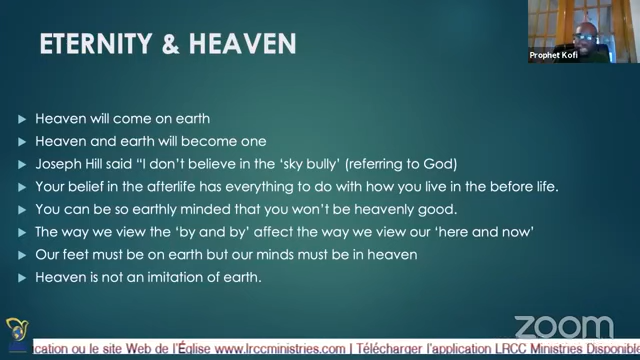 ETERNITY & HEAVEN
Prophet Kofi
Heaven will come on earth
Heaven and earth will become one
Joseph Hill said “I don’t believe in the ‘sky bully’ (referring to God)
Your belief in the afterlife has everything to do with how you live in the before life.
You can be so earthly minded that you won’t be heavenly good.
The way we view the ‘by and by’ affect the way we view our ‘here and now’
Our feet must be on earth but our minds must be in heaven
Heaven is not an imitation of earth.
zoom
cation ou le site Web de l'Église www.lrccministries.com | Télécharger l'application LRCC Ministries Disponible